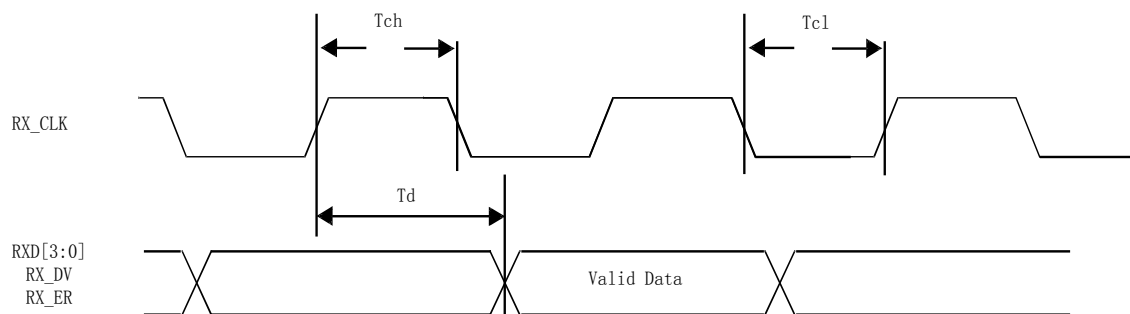 Tch
Tcl
RX_CLK
Td
RXD[3:0]
RX_DV
Valid Data
RX_ER